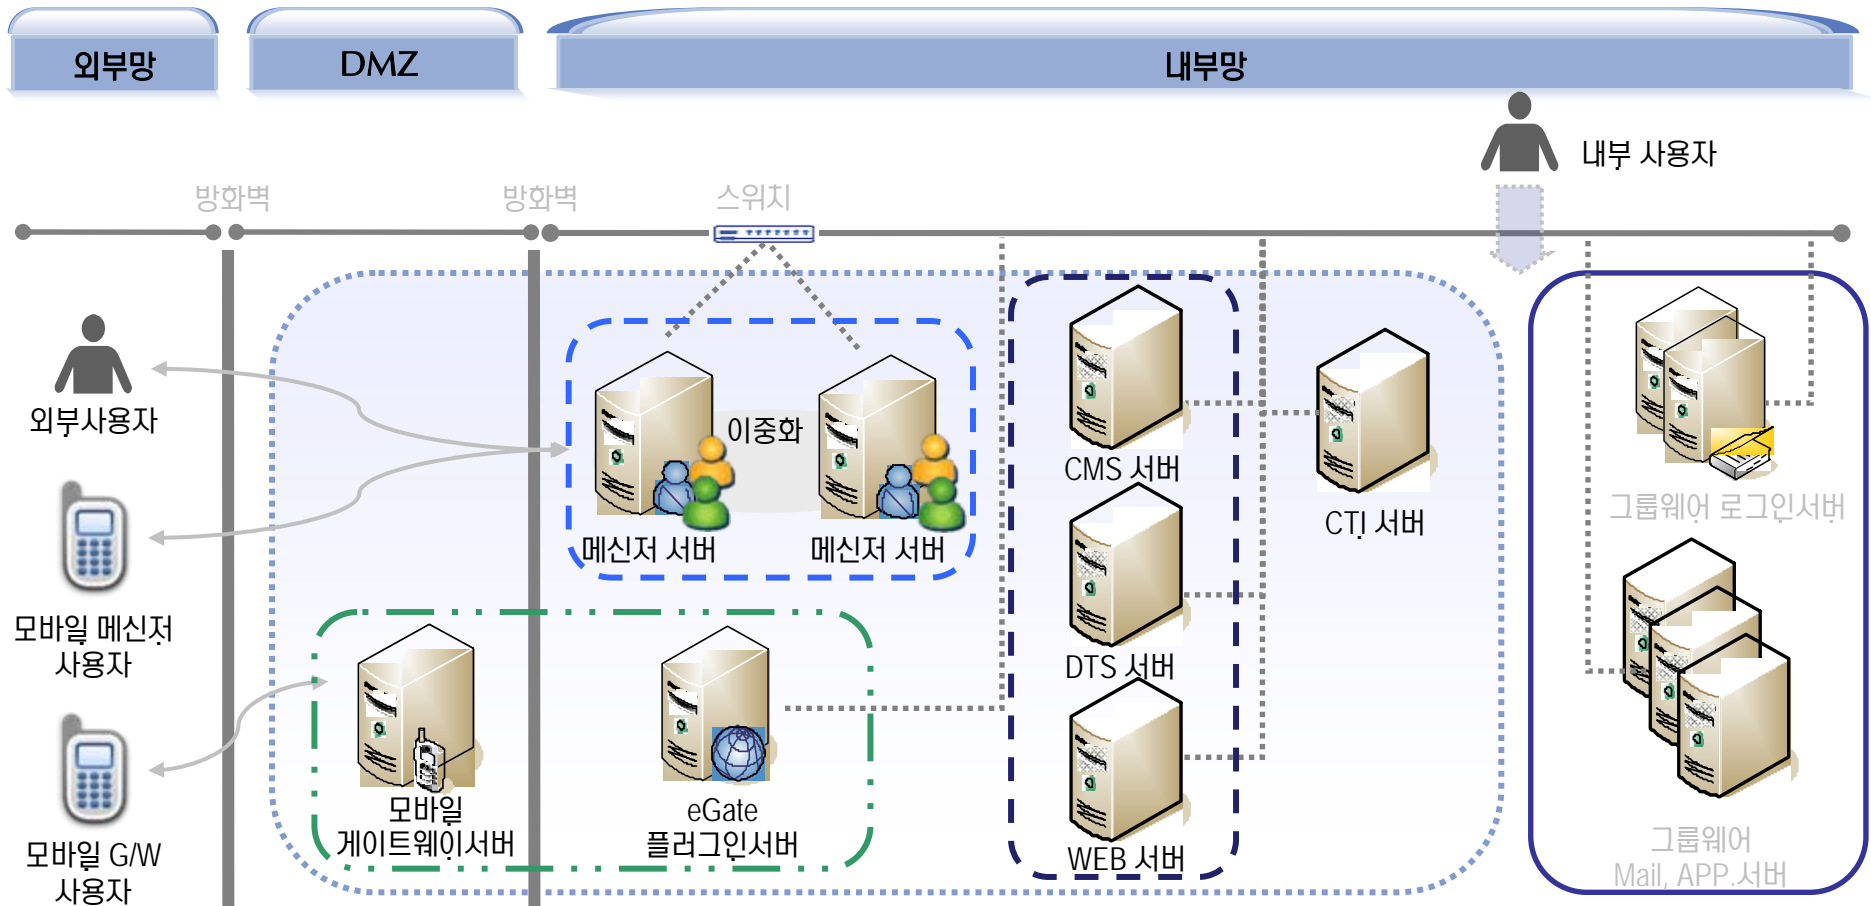 외부망
DMZ
내부망
내부 사용자
방화벽
방화벽
스위치
외부사용자
이중화
메신저 서버
메신저 서버
CMS 서버
CTI 서버
그룹웨어 로그인서버
모바일 메신저
사용자
DTS 서버
모바일
게이트웨이서버
eGate
플러그인서버
WEB 서버
모바일 G/W
사용자
그룹웨어
Mail, APP.서버